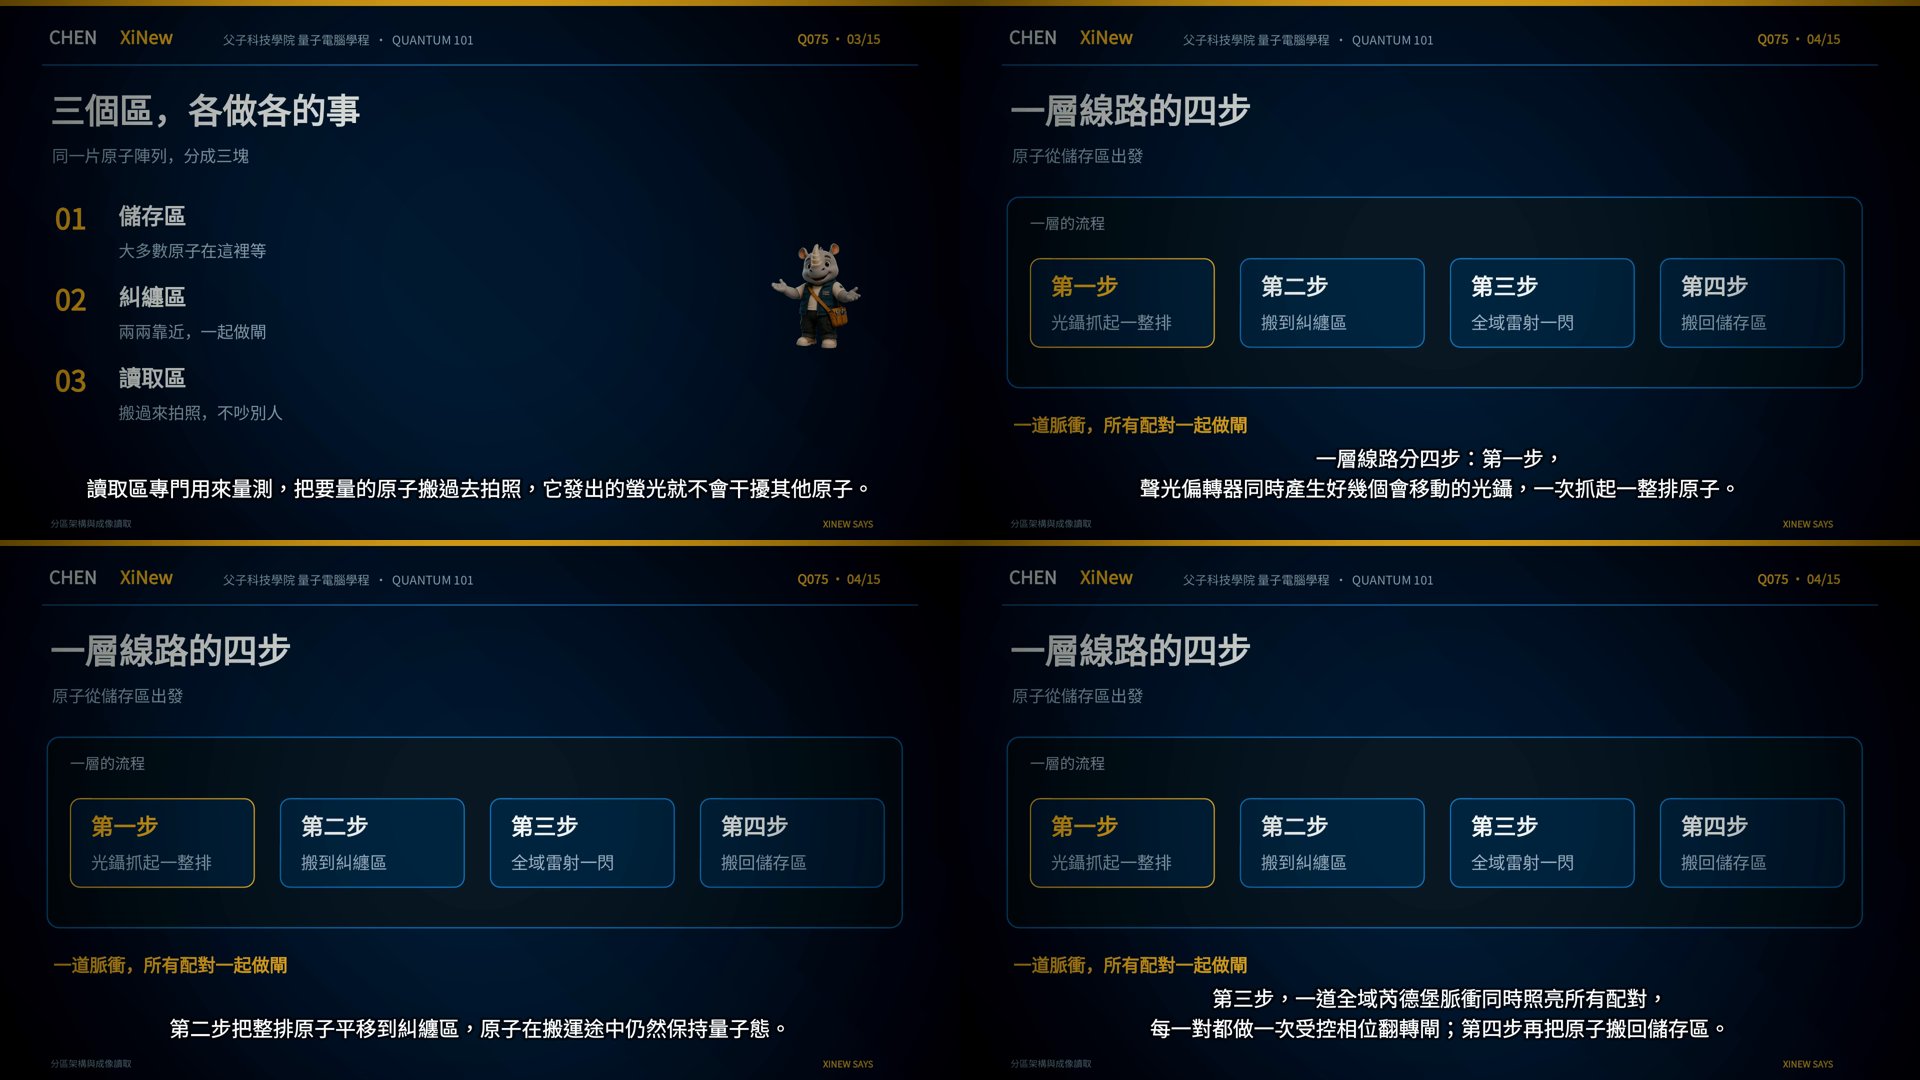 CHEN XiNew 父子科技學院 量子電腦學程 · QUANTUM 101 Q075 · 03/15
三個區，各做各的事
同一片原子陣列，分成三塊
01 儲存區
大多數原子在這裡等
02 糾纏區
兩兩靠近，一起做閘
03 讀取區
搬過來拍照，不吵別人
讀取區專門用來量測，把要量的原子搬過去拍照，它發出的螢光就不會干擾其他原子。
分區架構與成像讀取 XINEW SAYS
CHEN XiNew 父子科技學院 量子電腦學程 · QUANTUM 101 Q075 · 04/15
一層線路的四步
原子從儲存區出發
一層的流程
第一步 第二步 第三步 第四步
光鑷抓起一整排 搬到糾纏區 全域雷射一閃 搬回儲存區
一道脈衝，所有配對一起做閘
一層線路分四步：第一步，
聲光偏轉器同時產生好幾個會移動的光鑷，一次抓起一整排原子。
分區架構與成像讀取 XINEW SAYS
CHEN XiNew 父子科技學院 量子電腦學程 · QUANTUM 101 Q075 · 04/15
一層線路的四步
原子從儲存區出發
一層的流程
第一步 第二步 第三步 第四步
光鑷抓起一整排 搬到糾纏區 全域雷射一閃 搬回儲存區
一道脈衝，所有配對一起做閘
第二步把整排原子平移到糾纏區，原子在搬運途中仍然保持量子態。
分區架構與成像讀取 XINEW SAYS
CHEN XiNew 父子科技學院 量子電腦學程 · QUANTUM 101 Q075 · 04/15
一層線路的四步
原子從儲存區出發
一層的流程
第一步 第二步 第三步 第四步
光鑷抓起一整排 搬到糾纏區 全域雷射一閃 搬回儲存區
一道脈衝，所有配對一起做閘
第三步，一道全域芮德堡脈衝同時照亮所有配對，
每一對都做一次受控相位翻轉閘；第四步再把原子搬回儲存區。
分區架構與成像讀取 XINEW SAYS